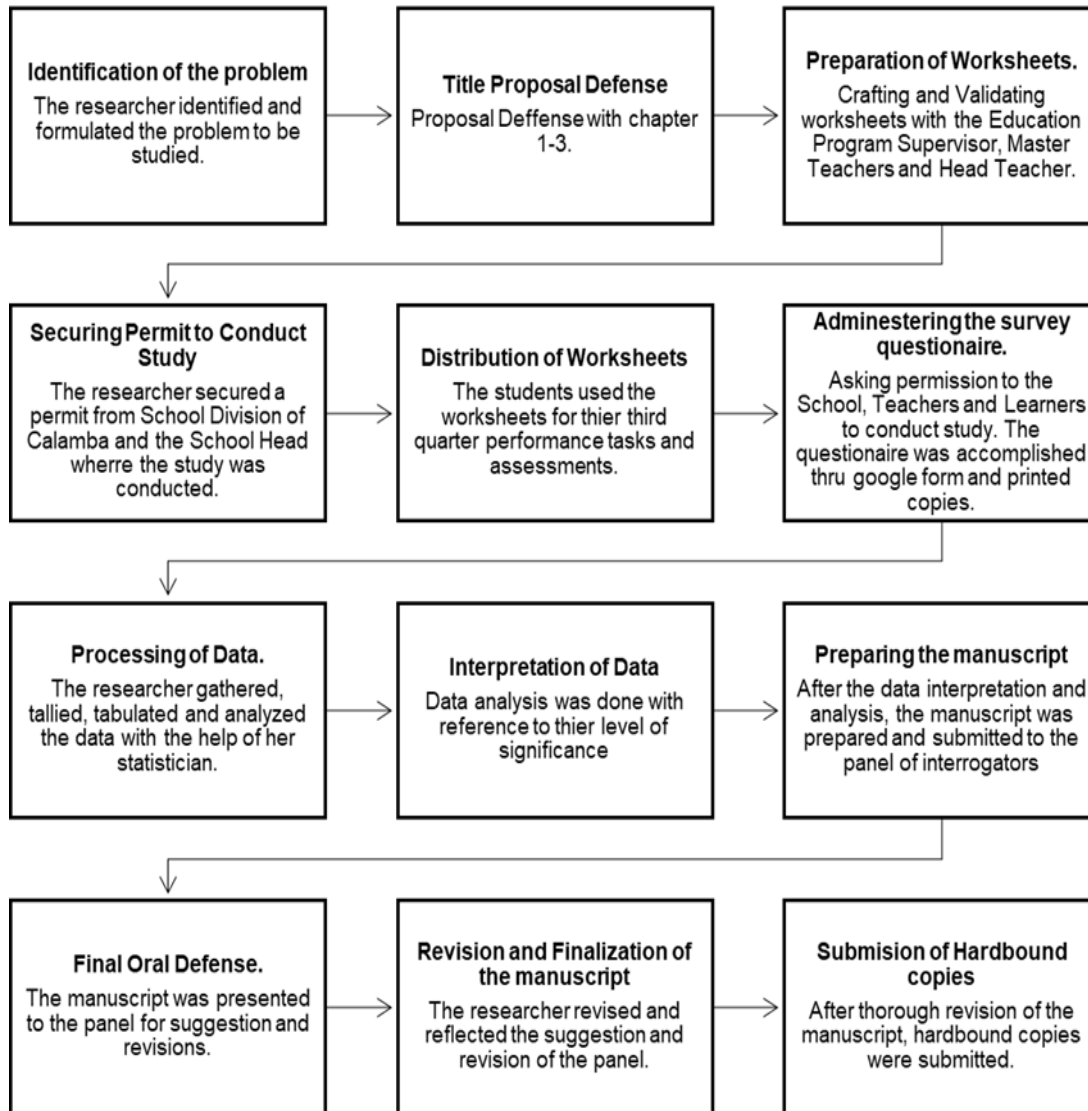 Identification of the problem
The researcher identified and
formulated the problem to be
studied.
Title Proposal Defense
Proposal Deffense with chapter
1-3.
Preparation of Worksheets.
Crafting and Validating
worksheets with the Education
Program Supervisor, Master
Teachers and Head Teacher.
Securing Permit to Conduct
Study
The researcher secured a
permit from School Division of
Calamba and the School Head
wherre the study was
conducted.
Distribution of Worksheets
The students used the
worksheets for thier third
quarter performance tasks and
assessments.
Adminestering the survey
questionaire.
Asking permission to the
School, Teachers and Learners
to conduct study. The
questionaire was accomplished
thru google form and printed
copies.
Processing of Data.
The researcher gathered,
tallied, tabulated and analyzed
the data with the help of her
statistician.
Interpretation of Data
Data analysis was done with
reference to thier level of
significance
Preparing the manuscript
After the data interpretation and
analysis, the manuscript was
prepared and submitted to the
panel of interrogators
Final Oral Defense.
The manuscript was presented
to the panel for suggestion and
revisions.
Revision and Finalization of
the manuscript
The researcher revised and
reflected the suggestion and
revision of the panel.
Submision of Hardbound
copies
After thorough revision of the
manuscript, hardbound copies
were submitted.